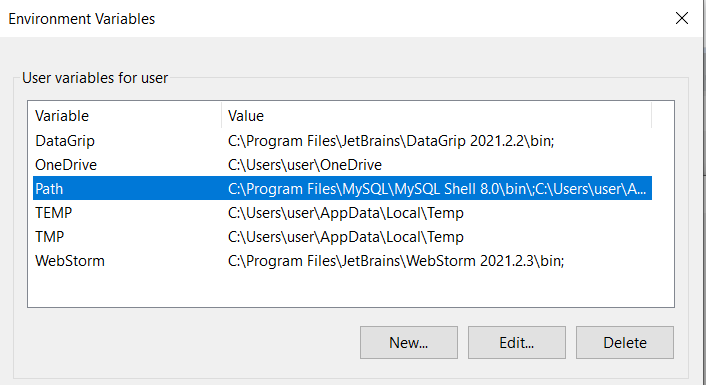 Environment Variables
User variables for user
Variable Value
DataGrip C:\Program Files\JetBrains\DataGrip 2021.2.2\bin;
OneDrive C:\Users\user\OneDrive
Path C:\Program Files\MySQL\MySQL Shell 8.0\bin\;C:\Users\user\A...
TEMP C:\Users\user\AppData\Local\Temp
TMP C:\Users\user\AppData\Local\Temp
WebStorm C:\Program Files\JetBrains\WebStorm 2021.2.3\bin;
New... Edit... Delete